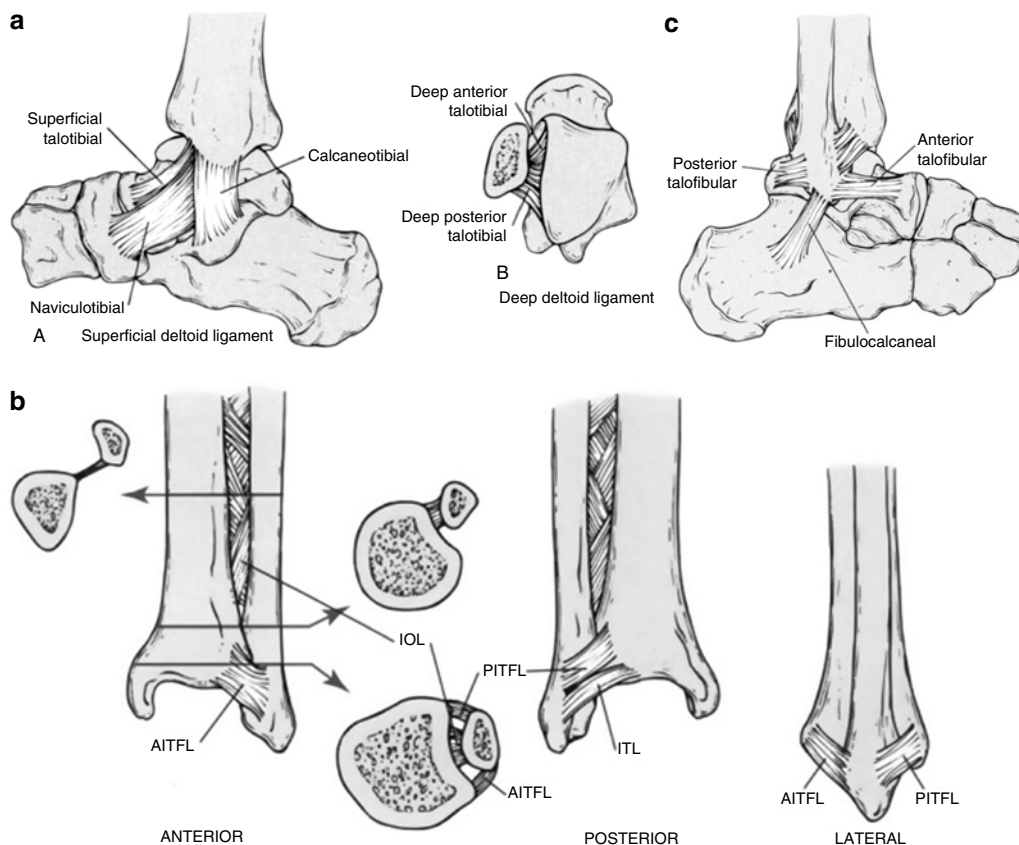 a
Superficial
talotibial
Calcaneotibial
Naviculotibial
A
Superficial deltoid ligament
Deep anterior
talotibial
Deep posterior
talotibial
B
Deep deltoid ligament
c
Posterior
talofibular
Anterior
talofibular
Fibulocalcaneal
b
IOL
PITFL
AITFL
ITL
AITFL
AITFL
PITFL
ANTERIOR
POSTERIOR
LATERAL